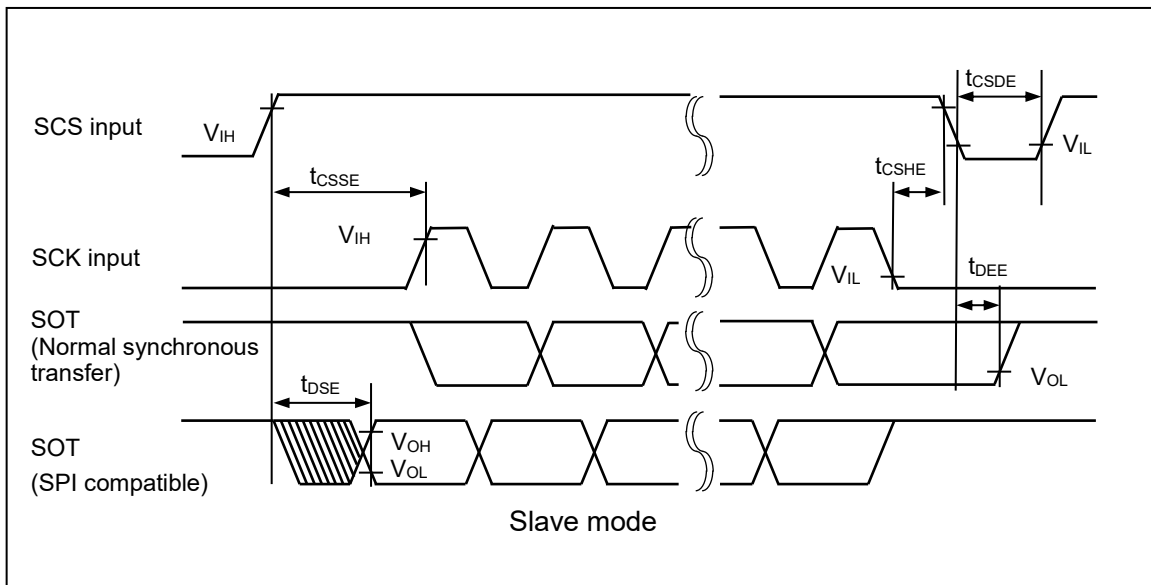 tCSDE
SCS input
VIH
VIL
tCSSE
tCSHE
VIH
SCK input
VIL
tDEE
SOT
(Normal synchronous
transfer)
tDSE
VOL
SOT
(SPI compatible)
VOH
VOL
Slave mode